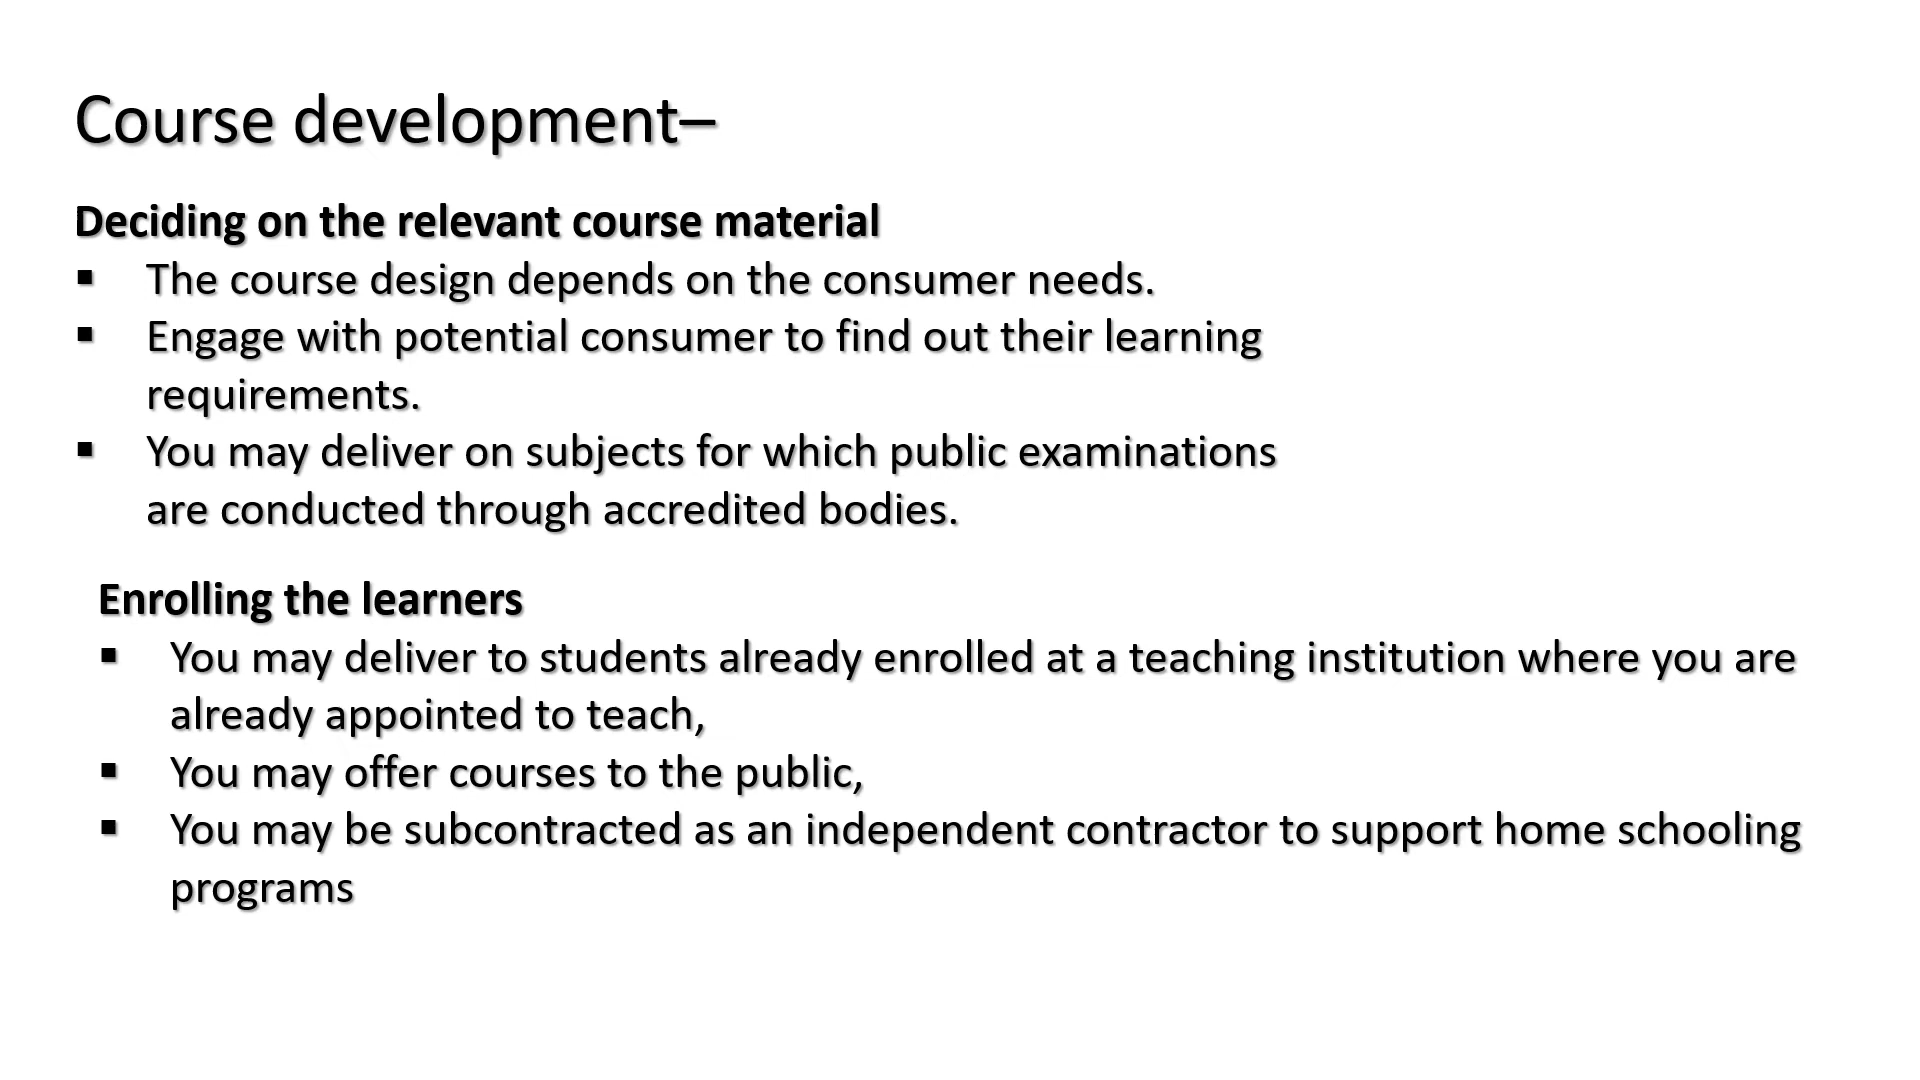 Course development–
Deciding on the relevant course material
▪ The course design depends on the consumer needs.
▪ Engage with potential consumer to find out their learning
requirements.
▪ You may deliver on subjects for which public examinations
are conducted through accredited bodies.
Enrolling the learners
▪ You may deliver to students already enrolled at a teaching institution where you are
already appointed to teach,
▪ You may offer courses to the public,
▪ You may be subcontracted as an independent contractor to support home schooling
programs